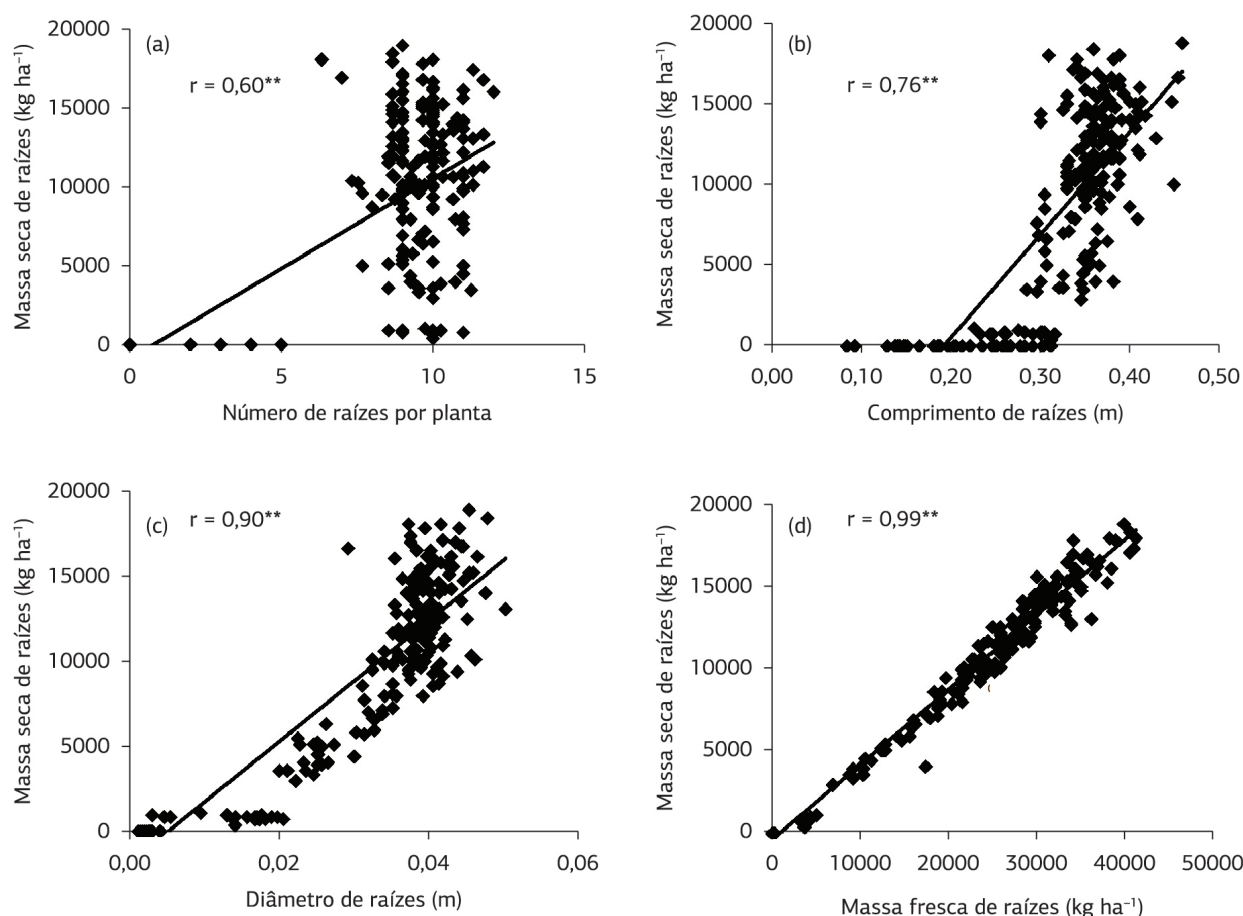 (a)
r = 0,60**
Massa seca de raízes (kg ha⁻¹)
20000
15000
10000
5000
0
0
5
10
15
Número de raízes por planta
(b)
r = 0,76**
Massa seca de raízes (kg ha⁻¹)
20000
15000
10000
5000
0
0,00
0,10
0,20
0,30
0,40
0,50
Comprimento de raízes (m)
(c)
r = 0,90**
Massa seca de raízes (kg ha⁻¹)
20000
15000
10000
5000
0
0,00
0,02
0,04
0,06
Diâmetro de raízes (m)
(d)
r = 0,99**
Massa seca de raízes (kg ha⁻¹)
20000
15000
10000
5000
0
0
10000
20000
30000
40000
50000
Massa fresca de raízes (kg ha⁻¹)